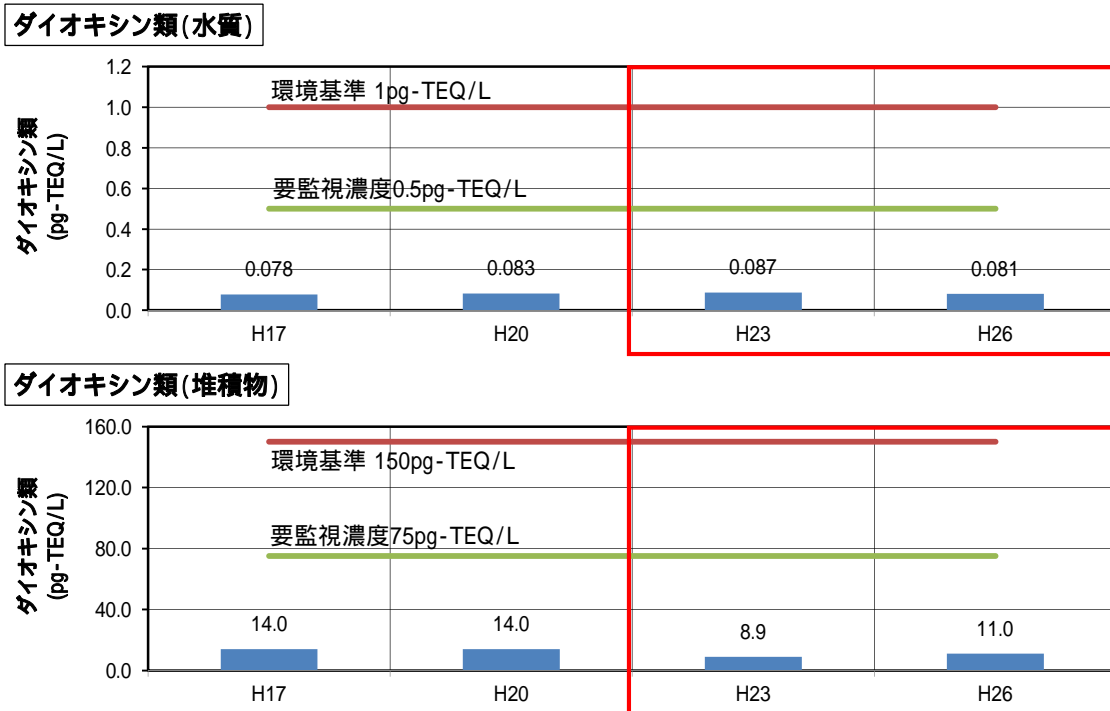 ダイオキシン類(水質)
ダイオキシン類
(pg-TEQ/L)
1.2
1.0
0.8
0.6
0.4
0.2
0.0
環境基準 1pg-TEQ/L
要監視濃度0.5pg-TEQ/L
0.078 0.083 0.087 0.081
H17 H20 H23 H26
ダイオキシン類(堆積物)
ダイオキシン類
(pg-TEQ/L)
160.0
120.0
80.0
40.0
0.0
環境基準 150pg-TEQ/L
要監視濃度75pg-TEQ/L
14.0 14.0 8.9 11.0
H17 H20 H23 H26